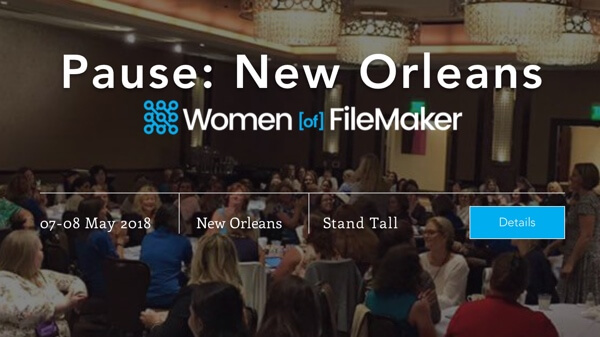 Pause: New Orleans
Women [of] FileMaker
07-08 May 2018
New Orleans
Stand Tall
Details